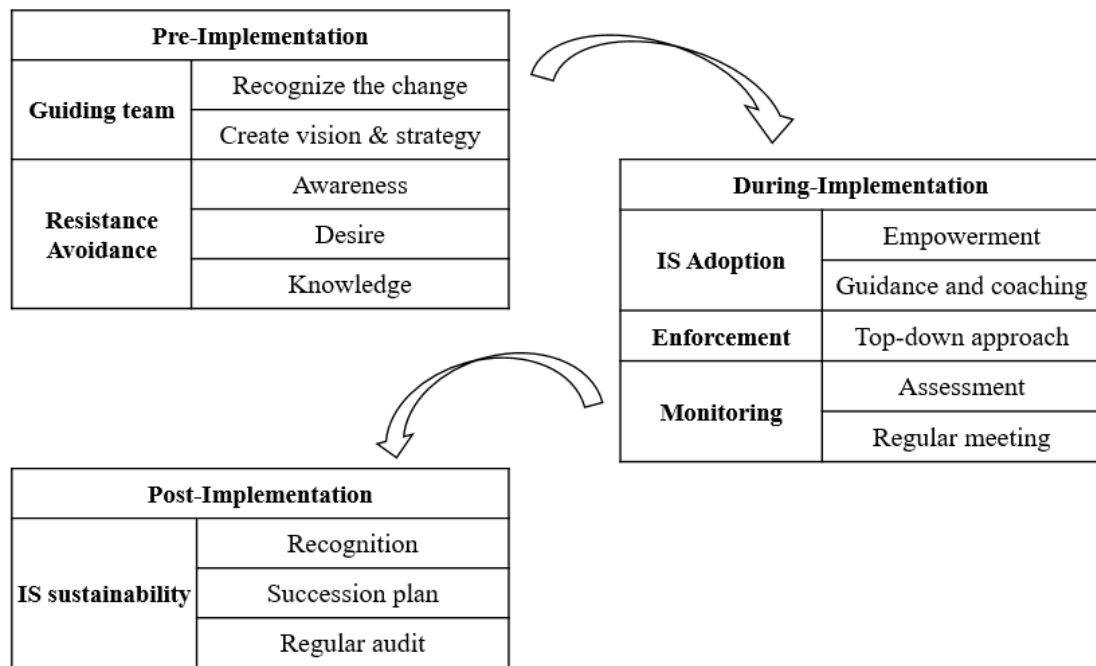 Pre-Implementation
Guiding team
Recognize the change
Create vision & strategy
Resistance
Avoidance
Awareness
Desire
Knowledge
During-Implementation
IS Adoption
Empowerment
Guidance and coaching
Enforcement
Top-down approach
Monitoring
Assessment
Regular meeting
Post-Implementation
IS sustainability
Recognition
Succession plan
Regular audit